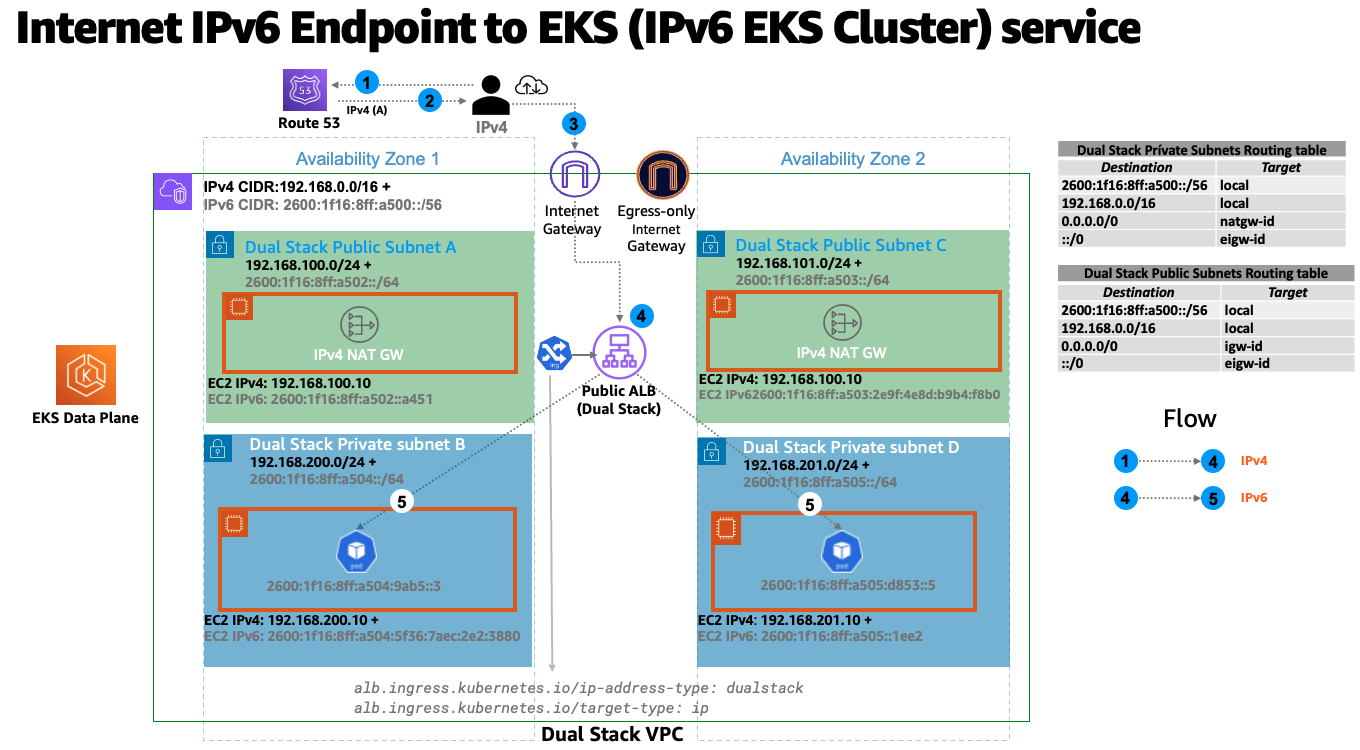 Internet IPv6 Endpoint to EKS (IPv6 EKS Cluster) service
53
1
2
IPv4 (A)
Route 53
IPv4
3
Availability Zone 1
Availability Zone 2
IPv4 CIDR:192.168.0.0/16 +
IPv6 CIDR: 2600:1f16:8ff:a500::/56
Internet
Gateway
Egress-only
Internet
Gateway
Dual Stack Public Subnet A
192.168.100.0/24 +
2600:1f16:8ff:a502::/64
IPv4 NAT GW
EC2 IPv4: 192.168.100.10
EC2 IPv6: 2600:1f16:8ff:a502::a451
Dual Stack Public Subnet C
192.168.101.0/24 +
2600:1f16:8ff:a503::/64
IPv4 NAT GW
EC2 IPv4: 192.168.100.10
EC2 IPv62600:1f16:8ff:a503:2e9f:4e8d:b9b4:f8b0
4
ing
Public ALB
(Dual Stack)
K
EKS Data Plane
Dual Stack Private subnet B
192.168.200.0/24 +
2600:1f16:8ff:a504::/64
5
pod
2600:1f16:8ff:a504:9ab5::3
EC2 IPv4: 192.168.200.10 +
EC2 IPv6: 2600:1f16:8ff:a504:5f36:7aec:2e2:3880
Dual Stack Private subnet D
192.168.201.0/24 +
2600:1f16:8ff:a505::/64
5
pod
2600:1f16:8ff:a505:d853::5
EC2 IPv4: 192.168.201.10 +
EC2 IPv6: 2600:1f16:8ff:a505::1ee2
alb.ingress.kubernetes.io/ip-address-type: dualstack
alb.ingress.kubernetes.io/target-type: ip
Dual Stack VPC
Dual Stack Private Subnets Routing table
Destination Target
2600:1f16:8ff:a500::/56 local
192.168.0.0/16 local
0.0.0.0/0 natgw-id
::/0 eigw-id
Dual Stack Public Subnets Routing table
Destination Target
2600:1f16:8ff:a500::/56 local
192.168.0.0/16 local
0.0.0.0/0 igw-id
::/0 eigw-id
Flow
1 4 IPv4
4 5 IPv6